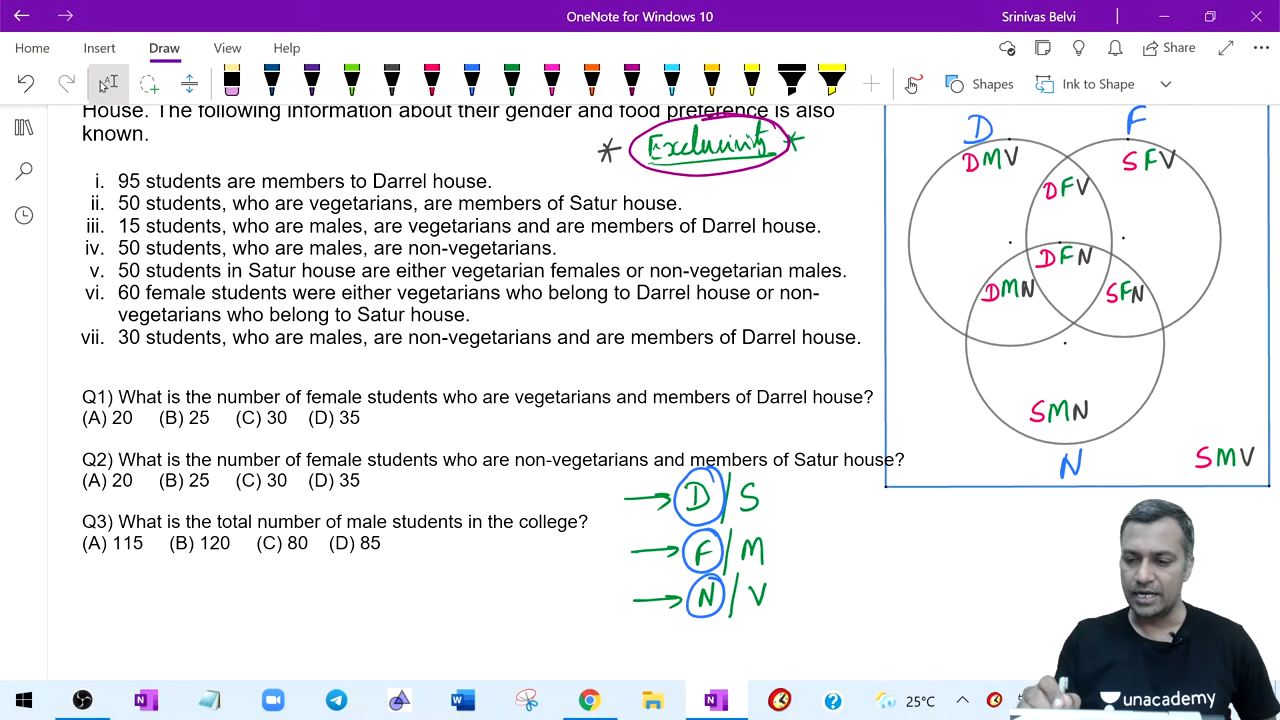 OneNote for Windows 10
Srinivas Belvi
Home Insert Draw View Help
Share
Shapes
Ink to Shape
House. The following information about their gender and food preference is also
known.
* Exclusivity *
i. 95 students are members to Darrel house.
ii. 50 students, who are vegetarians, are members of Satur house.
iii. 15 students, who are males, are vegetarians and are members of Darrel house.
iv. 50 students, who are males, are non-vegetarians.
v. 50 students in Satur house are either vegetarian females or non-vegetarian males.
vi. 60 female students were either vegetarians who belong to Darrel house or non-
vegetarians who belong to Satur house.
vii. 30 students, who are males, are non-vegetarians and are members of Darrel house.
Q1) What is the number of female students who are vegetarians and members of Darrel house?
(A) 20 (B) 25 (C) 30 (D) 35
Q2) What is the number of female students who are non-vegetarians and members of Satur house?
(A) 20 (B) 25 (C) 30 (D) 35
Q3) What is the total number of male students in the college?
(A) 115 (B) 120 (C) 80 (D) 85
→ D / S
→ F / M
→ N / V
D F
DMV SFV
DFV
DFN
DMN SFN
SMN
SMV
N
unacademy
25°C